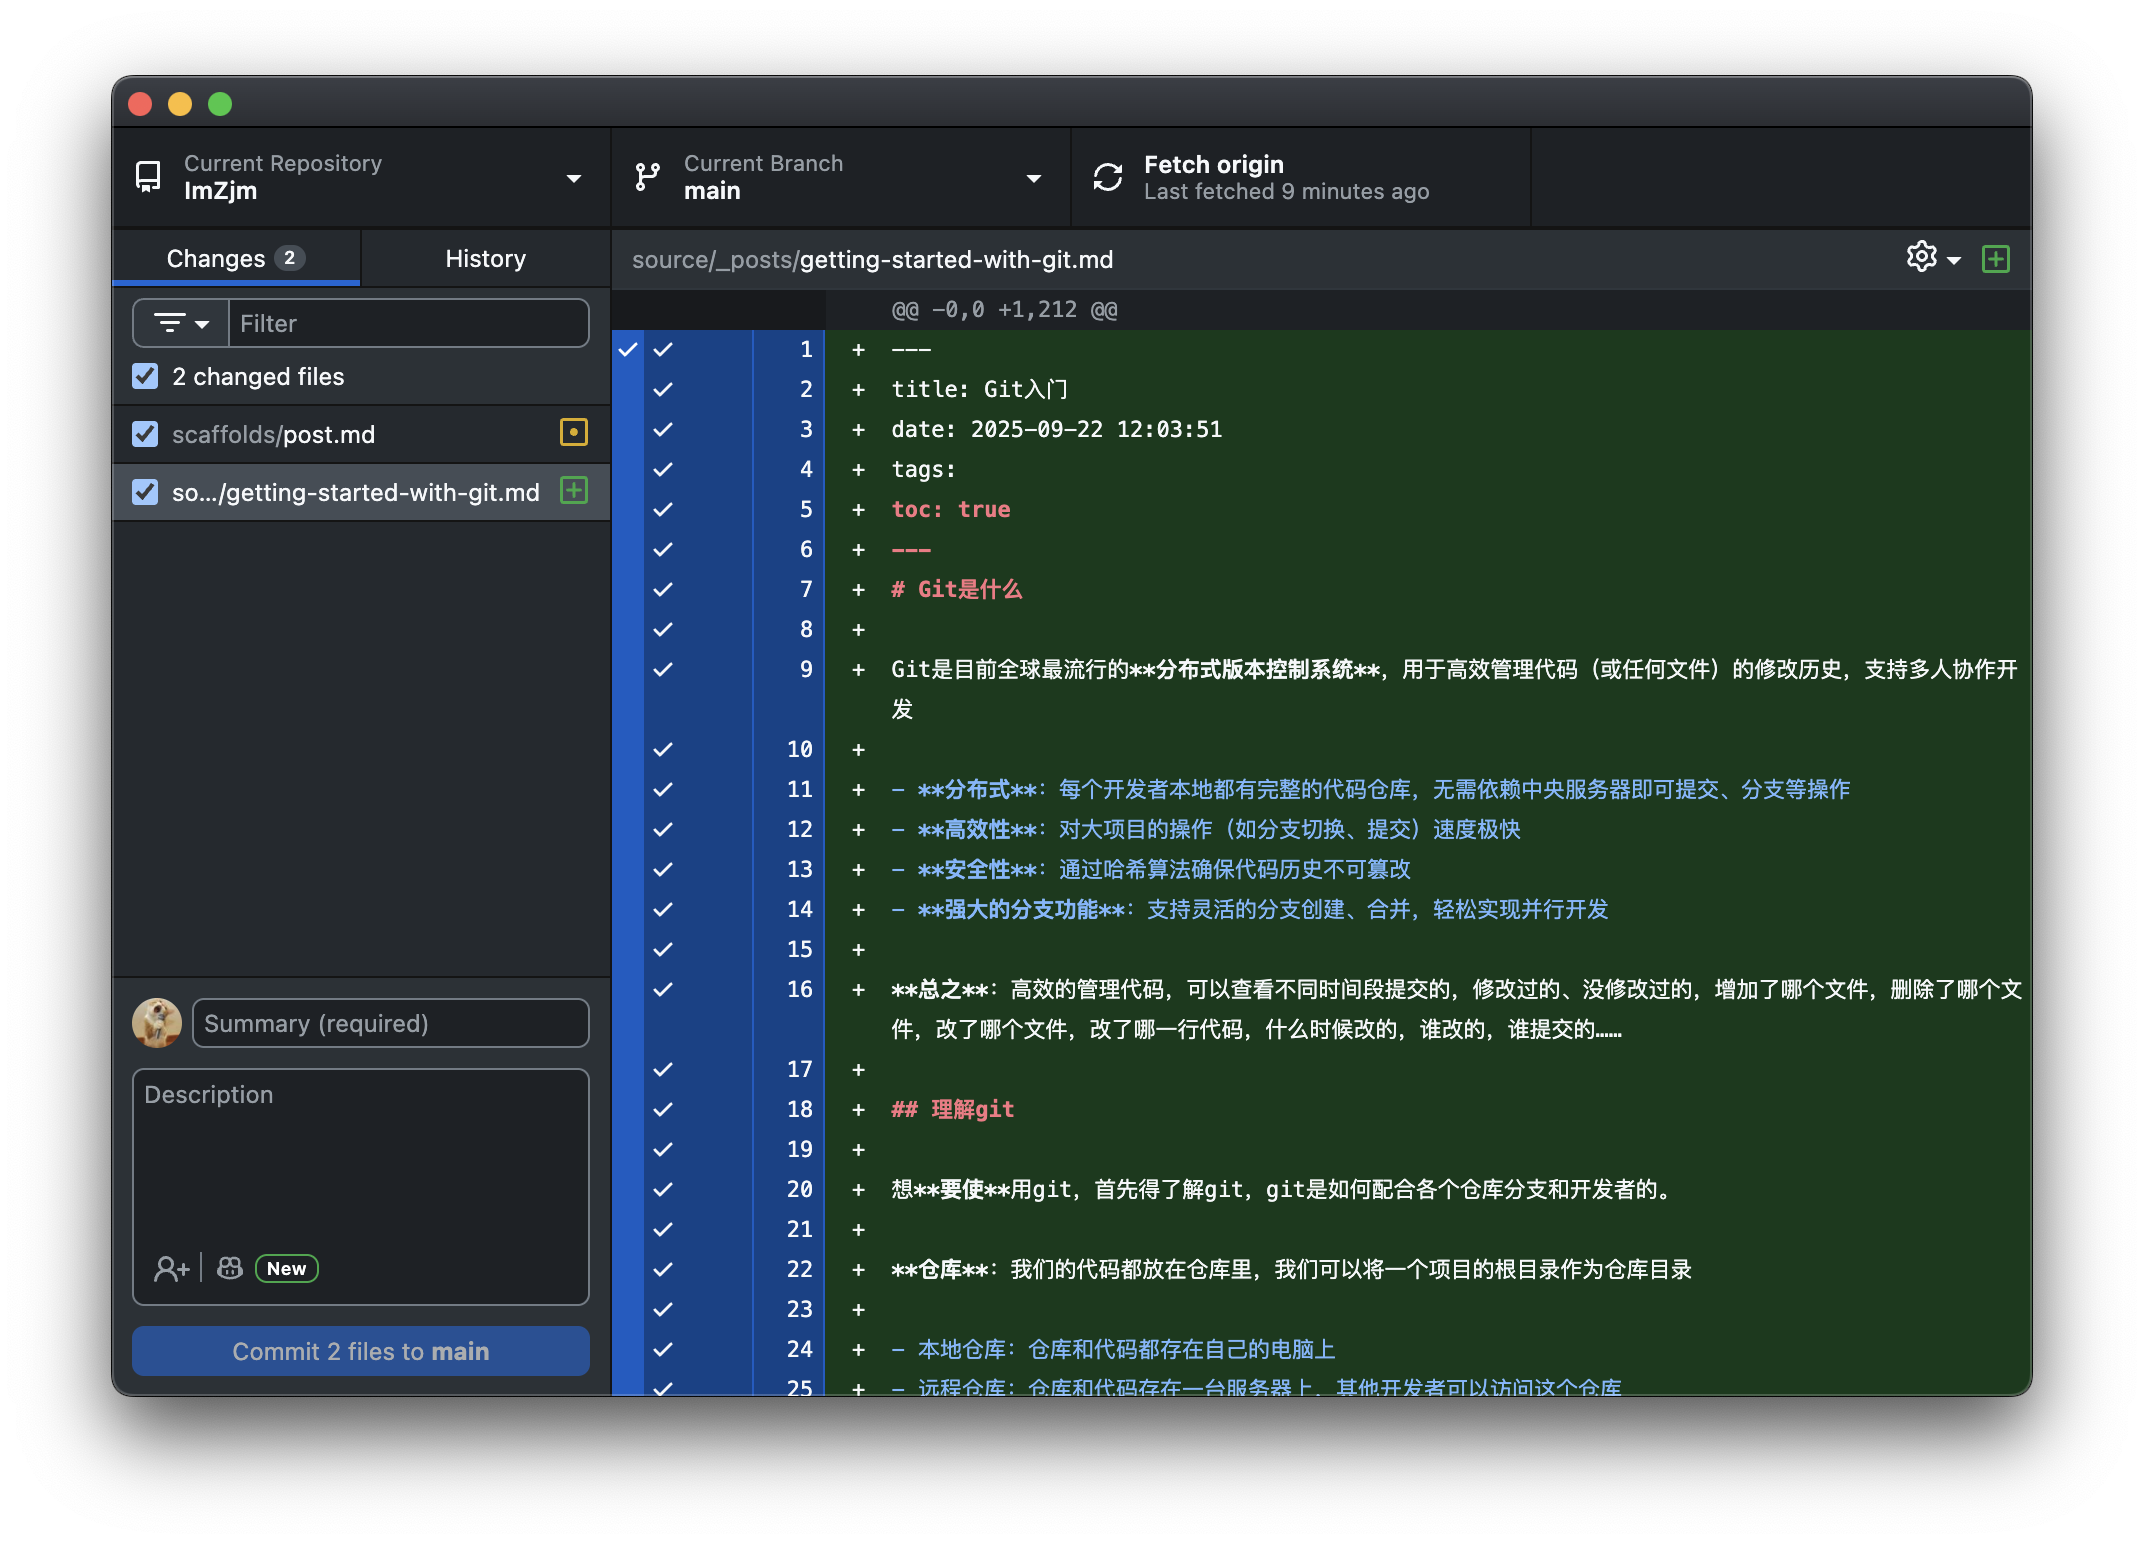 Current Repository
ImZjm
Current Branch
main
Fetch origin
Last fetched 9 minutes ago
Changes 2
History
source/_posts/getting-started-with-git.md
Filter
2 changed files
scaffolds/post.md
so.../getting-started-with-git.md
Summary (required)
Description
New
Commit 2 files to main
@@ -0,0 +1,212 @@
1 + ---
2 + title: Git入门
3 + date: 2025-09-22 12:03:51
4 + tags:
5 + toc: true
6 + ---
7 + # Git是什么
8 +
9 + Git是目前全球最流行的**分布式版本控制系统**，用于高效管理代码（或任何文件）的修改历史，支持多人协作开
发
10 +
11 + - **分布式**：每个开发者本地都有完整的代码仓库，无需依赖中央服务器即可提交、分支等操作
12 + - **高效性**：对大项目的操作（如分支切换、提交）速度极快
13 + - **安全性**：通过哈希算法确保代码历史不可篡改
14 + - **强大的分支功能**：支持灵活的分支创建、合并，轻松实现并行开发
15 +
16 + **总之**：高效的管理代码，可以查看不同时间段提交的，修改过的、没修改过的，增加了哪个文件，删除了哪个文
件，改了哪个文件，改了哪一行代码，什么时候改的，谁改的，谁提交的……
17 +
18 + ## 理解git
19 +
20 + 想**要使**用git，首先得了解git，git是如何配合各个仓库分支和开发者的。
21 +
22 + **仓库**：我们的代码都放在仓库里，我们可以将一个项目的根目录作为仓库目录
23 +
24 + - 本地仓库：仓库和代码都存在自己的电脑上
25 + - 远程仓库：仓库和代码存在一台服务器上，其他开发者可以访问这个仓库